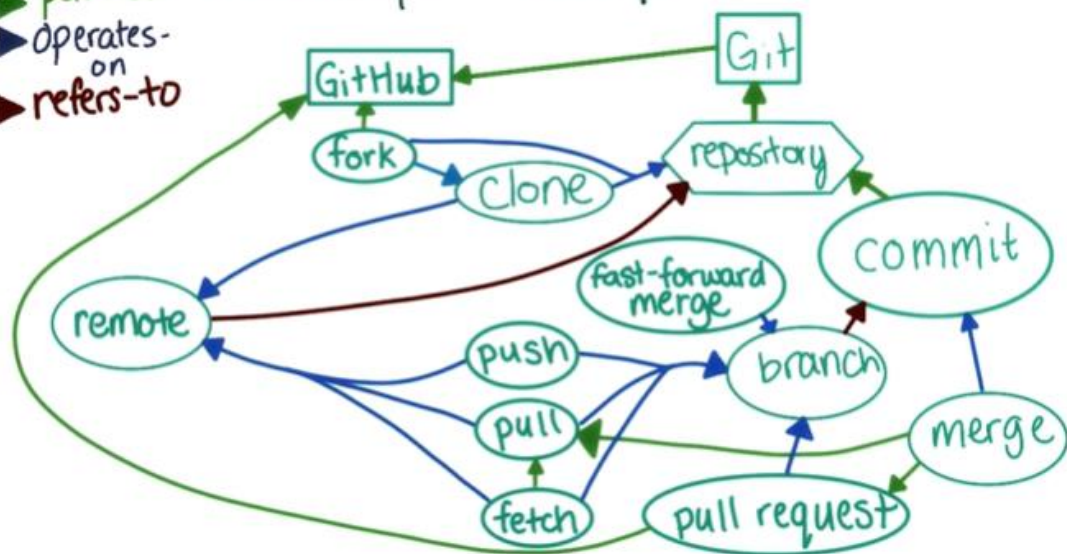 operates-
on
refers-to
Git
GitHub
fork
repository
clone
commit
fast-forward
merge
remote
push
branch
pull
merge
fetch
pull request